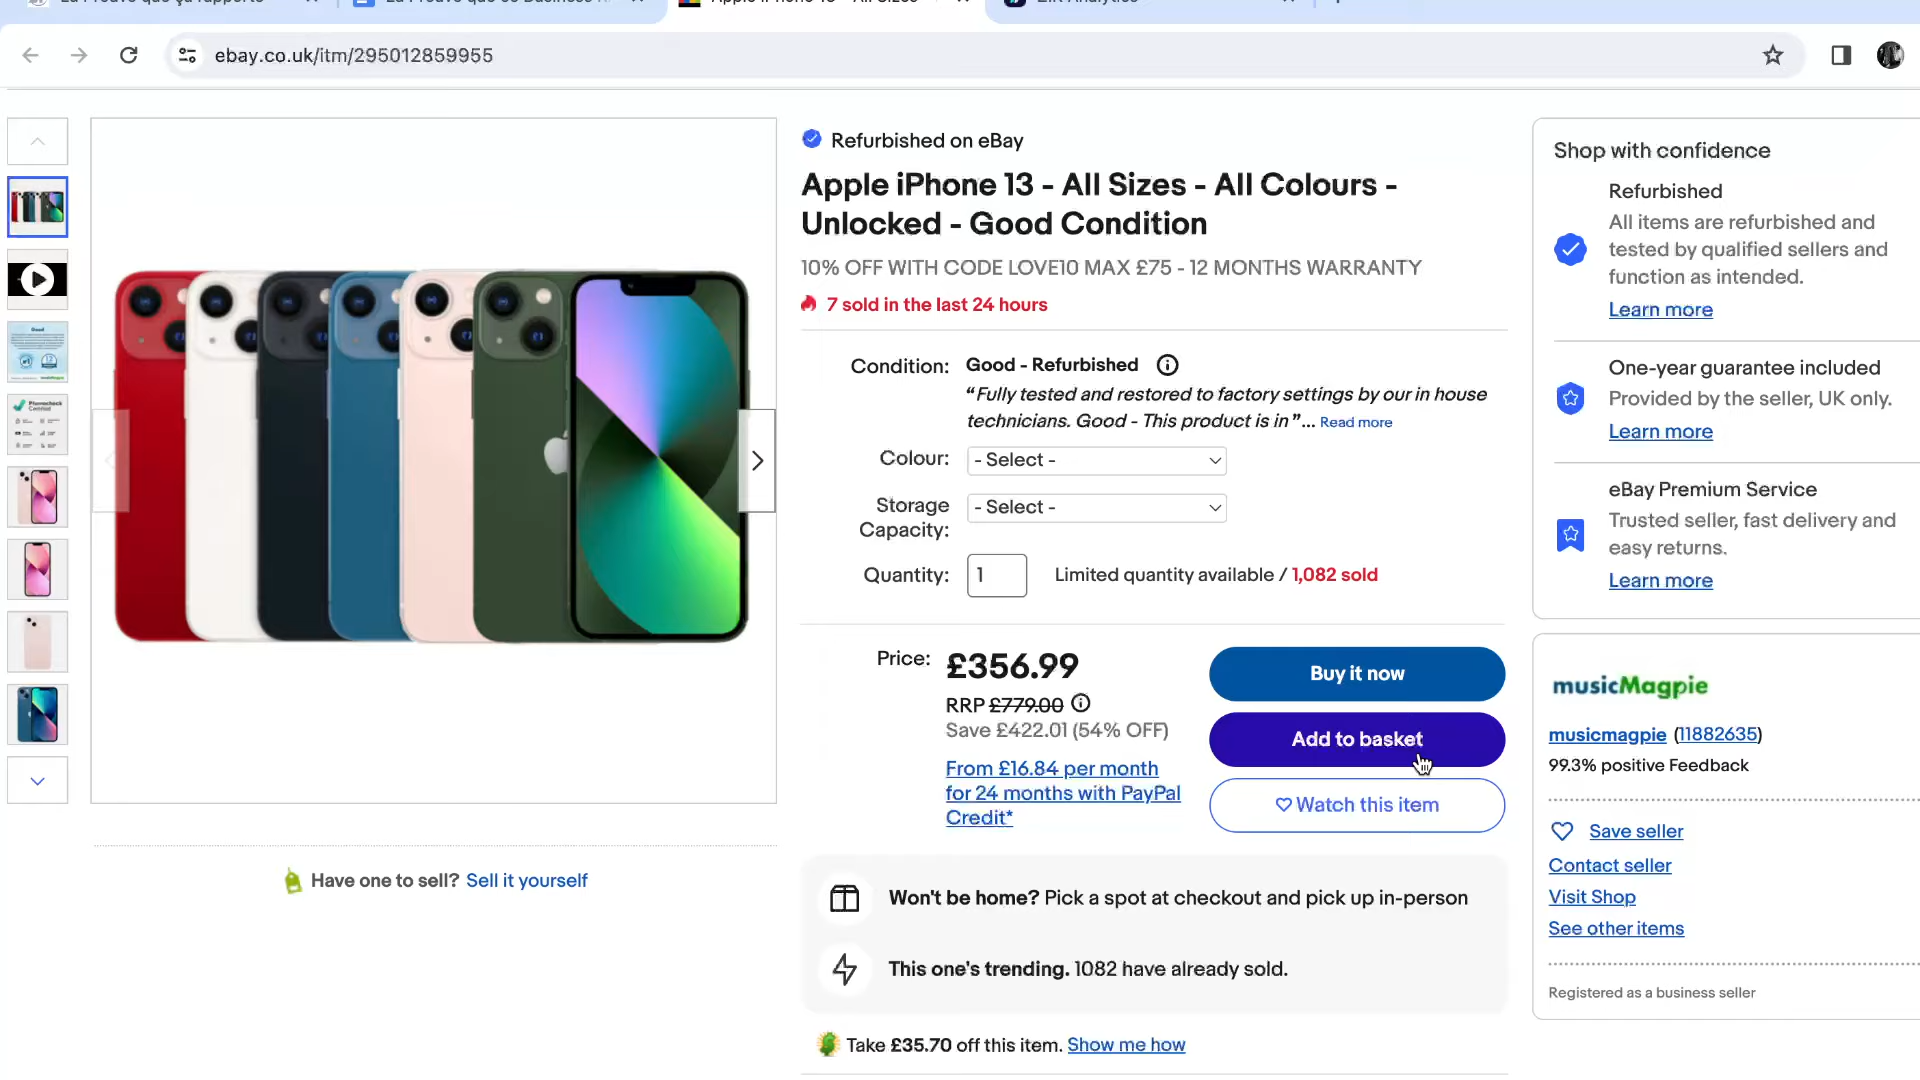 ebay.co.uk/itm/295012859955
Refurbished on eBay
Apple iPhone 13 - All Sizes - All Colours -
Unlocked - Good Condition
10% OFF WITH CODE LOVE10 MAX £75 - 12 MONTHS WARRANTY
7 sold in the last 24 hours
Condition: Good - Refurbished
“Fully tested and restored to factory settings by our in house
technicians. Good - This product is in”... Read more
Colour: - Select -
Storage - Select -
Capacity:
Quantity: 1 Limited quantity available / 1,082 sold
Price: £356.99
RRP £779.00
Save £422.01 (54% OFF)
From £16.84 per month
for 24 months with PayPal
Credit*
Buy it now
Add to basket
Watch this item
Won't be home? Pick a spot at checkout and pick up in-person
This one's trending. 1082 have already sold.
Take £35.70 off this item. Show me how
Have one to sell? Sell it yourself
Shop with confidence
Refurbished
All items are refurbished and
tested by qualified sellers and
function as intended.
Learn more
One-year guarantee included
Provided by the seller, UK only.
Learn more
eBay Premium Service
Trusted seller, fast delivery and
easy returns.
Learn more
musicMagpie
musicmagpie (11882635)
99.3% positive Feedback
Save seller
Contact seller
Visit Shop
See other items
Registered as a business seller